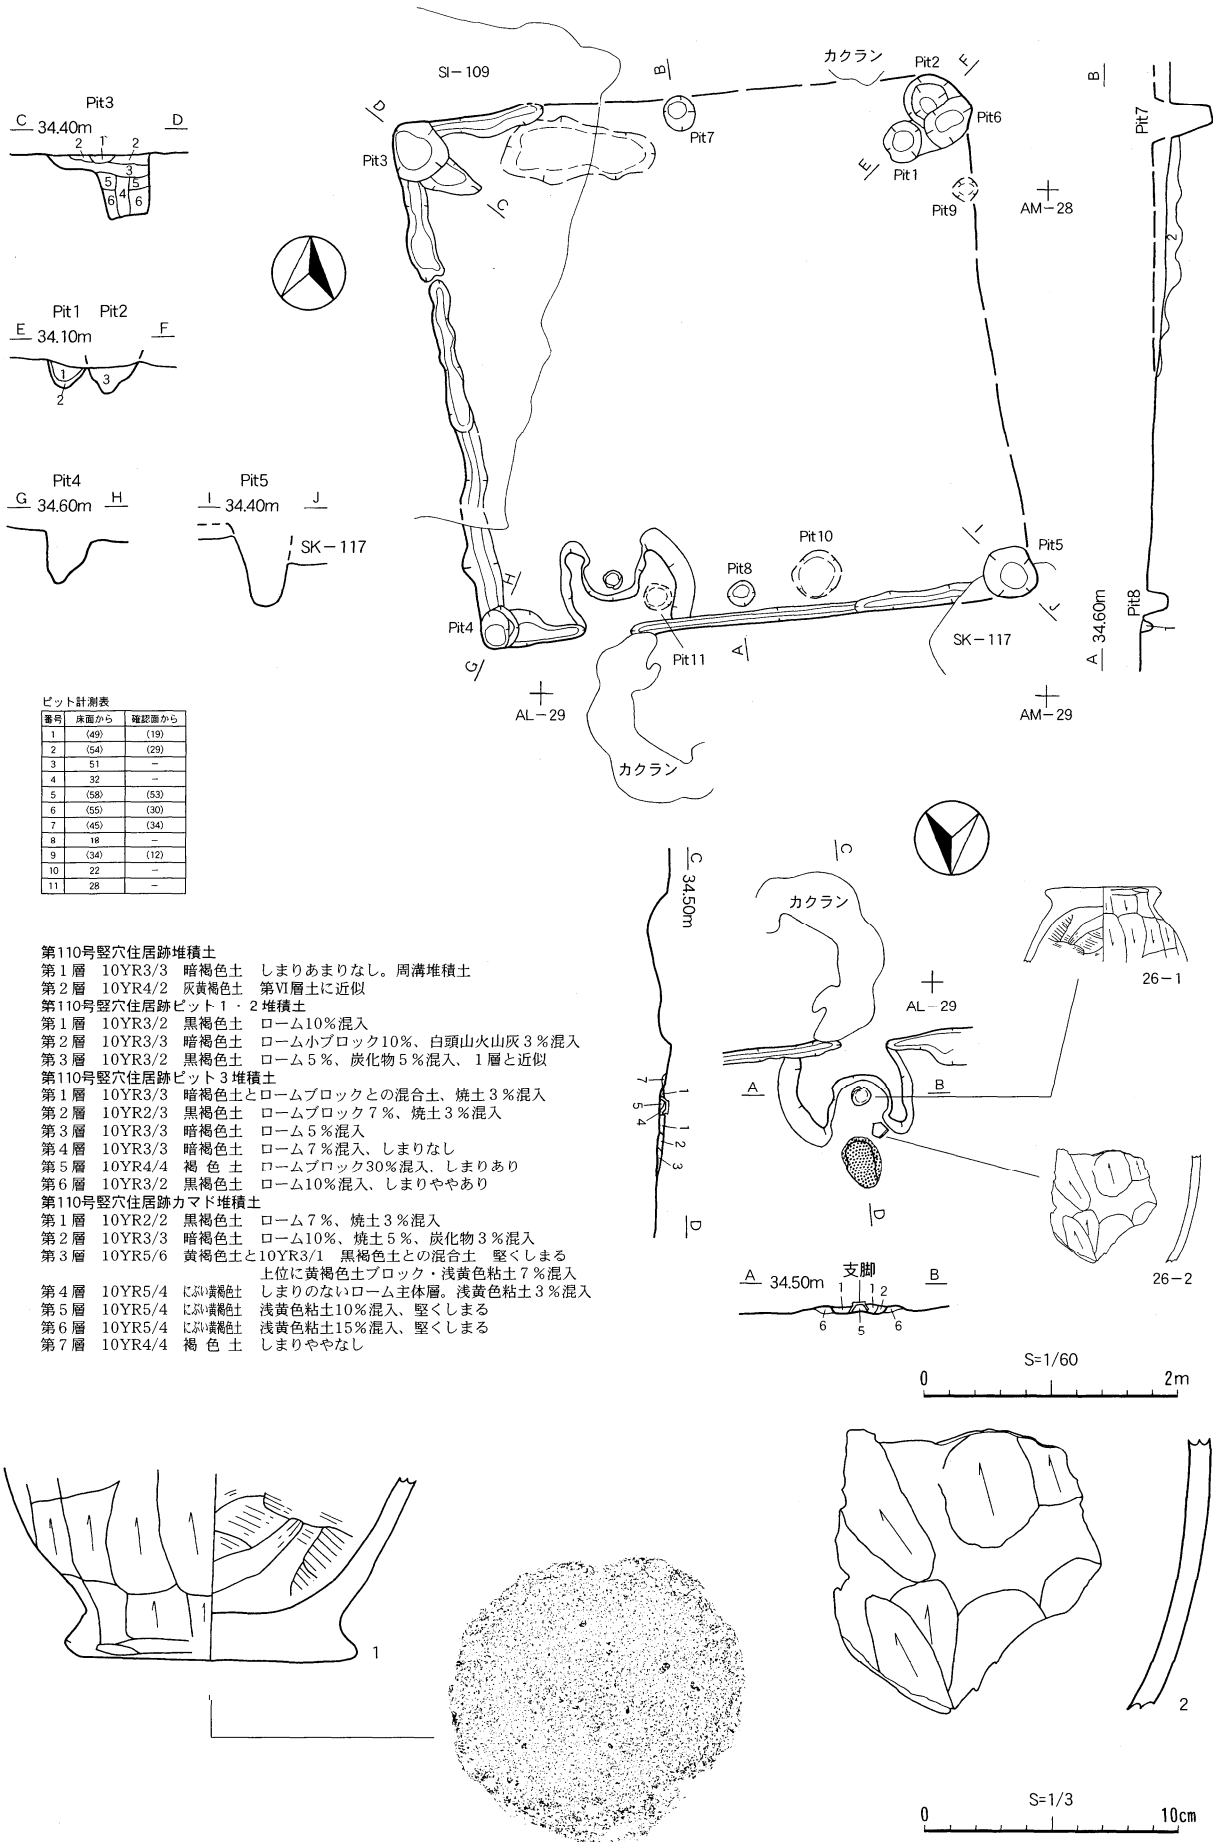 SI-109
カクラン
B
F
Pit2
D
Pit7
Pit6
Pit3
E
Pit1
C
Pit9
AM-28
Pit3
C 34.40m D
2 1 2
3
5 5
4
6 6
Pit1 Pit2
E 34.10m F
1
3
2
Pit4
G 34.60m H
Pit5
I 34.40m J
SK-117
B
Pit7
2
Pit8
1
A 34.60m
Pit10
I
Pit5
Pit8
H
J
Pit4
SK-117
G
Pit11
A
AL-29
AM-29
カクラン
ピット計測表
番号 床面から 確認面から
1 (49) (19)
2 (54) (29)
3 51 -
4 32 -
5 (58) (53)
6 (55) (30)
7 (45) (34)
8 18 -
9 (34) (12)
10 22 -
11 28 -
第110号竪穴住居跡堆積土
第1層 10YR3/3 暗褐色土 しまりあまりなし。周溝堆積土
第2層 10YR4/2 灰黄褐色土 第Ⅵ層土に近似
第110号竪穴住居跡ピット1・2堆積土
第1層 10YR3/2 黒褐色土 ローム10%混入
第2層 10YR3/3 暗褐色土 ローム小ブロック10%、白頭山火山灰3%混入
第3層 10YR3/2 黒褐色土 ローム5%、炭化物5%混入、1層と近似
第110号竪穴住居跡ピット3堆積土
第1層 10YR3/3 暗褐色土とロームブロックとの混合土、焼土3%混入
第2層 10YR2/3 黒褐色土 ロームブロック7%、焼土3%混入
第3層 10YR3/3 暗褐色土 ローム5%混入
第4層 10YR3/3 暗褐色土 ローム7%混入、しまりなし
第5層 10YR4/4 褐色土 ロームブロック30%混入、しまりあり
第6層 10YR3/2 黒褐色土 ローム10%混入、しまりややあり
第110号竪穴住居跡カマド堆積土
第1層 10YR2/2 黒褐色土 ローム7%、焼土3%混入
第2層 10YR3/3 暗褐色土 ローム10%、焼土5%、炭化物3%混入
第3層 10YR5/6 黄褐色土と10YR3/1 黒褐色土との混合土 堅くしまる
上位に黄褐色土ブロック・浅黄色粘土7%混入
第4層 10YR5/4 にぶい黄褐色土 しまりのないローム主体層。浅黄色粘土3%混入
第5層 10YR5/4 にぶい黄褐色土 浅黄色粘土10%混入、堅くしまる
第6層 10YR5/4 にぶい黄褐色土 浅黄色粘土15%混入、堅くしまる
第7層 10YR4/4 褐色土 しまりややなし
C 34.50m
7
1
5
4
1
2
3
D
C
カクラン
AL-29
A
B
D
26-1
26-2
支脚
A 34.50m B
1 1 2
6 5 6
S=1/60
0 2m
1
2
S=1/3
0 10cm